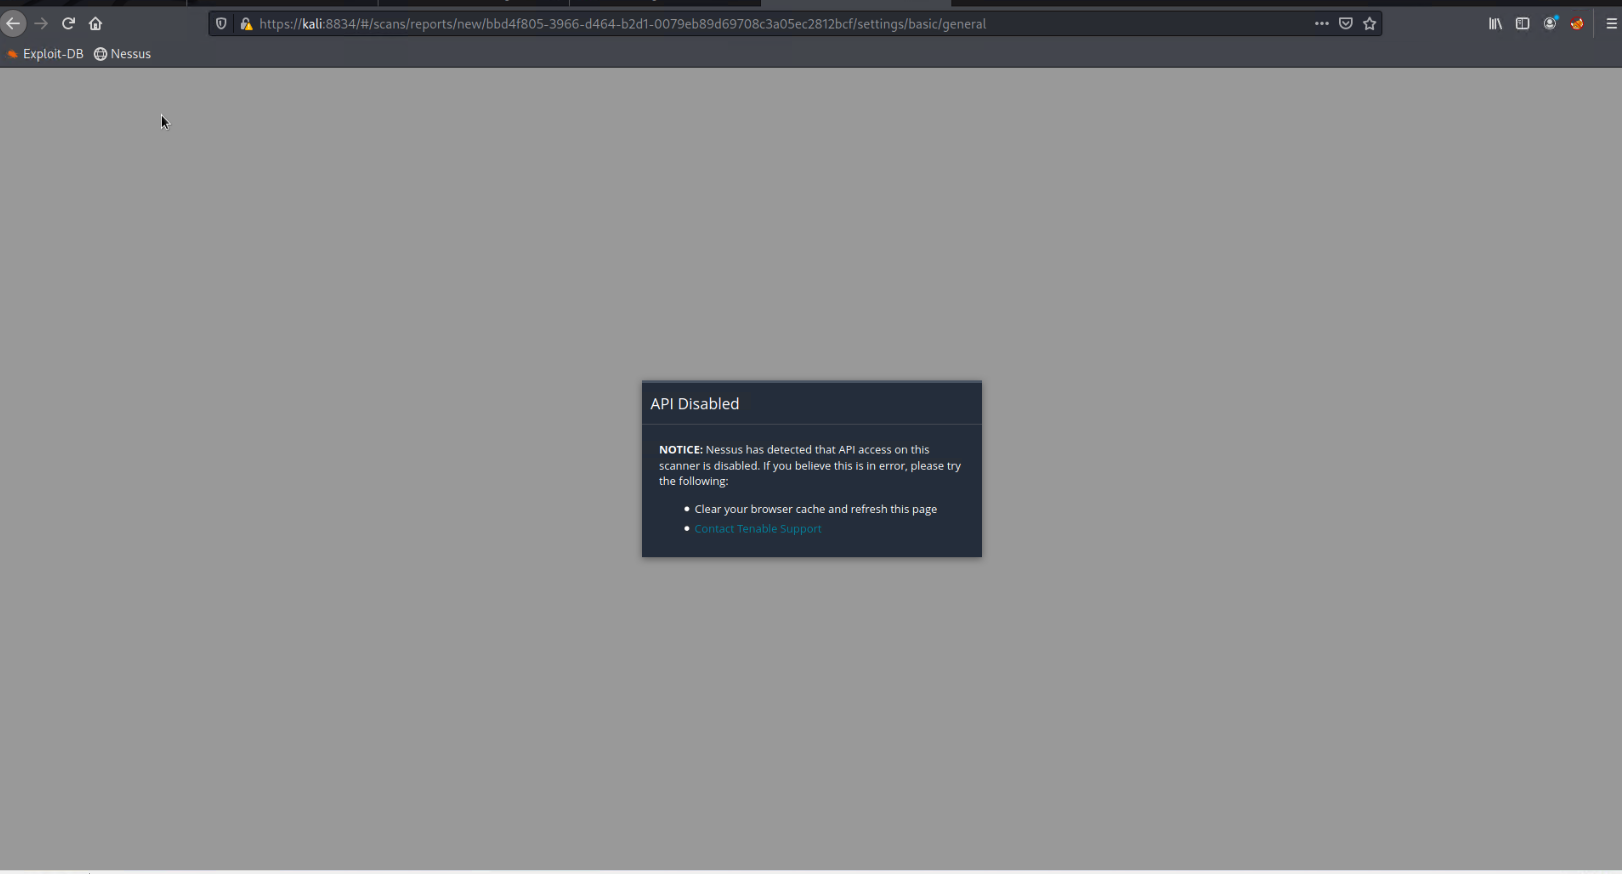 https://kali:8834/#/scans/reports/new/bbd4f805-3966-d464-b2d1-0079eb89d69708c3a05ec2812bcf/settings/basic/general
Exploit-DB Nessus
API Disabled
NOTICE: Nessus has detected that API access on this
scanner is disabled. If you believe this is in error, please try
the following:
• Clear your browser cache and refresh this page
• Contact Tenable Support